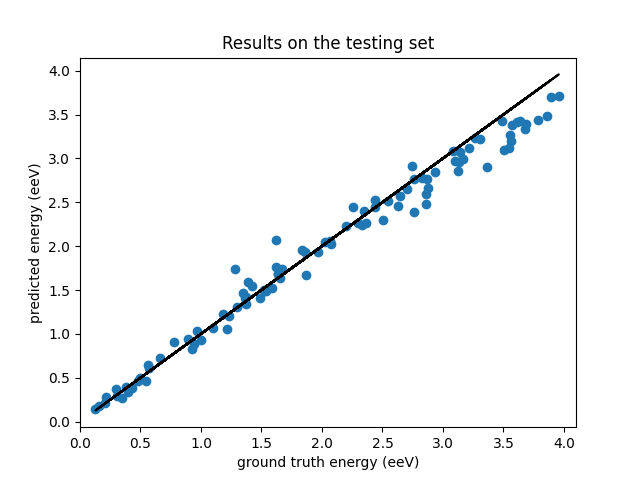 Results on the testing set
4.0
3.5
3.0
2.5
2.0
1.5
1.0
0.5
0.0
predicted energy (eeV)
0.0 0.5 1.0 1.5 2.0 2.5 3.0 3.5 4.0
ground truth energy (eeV)